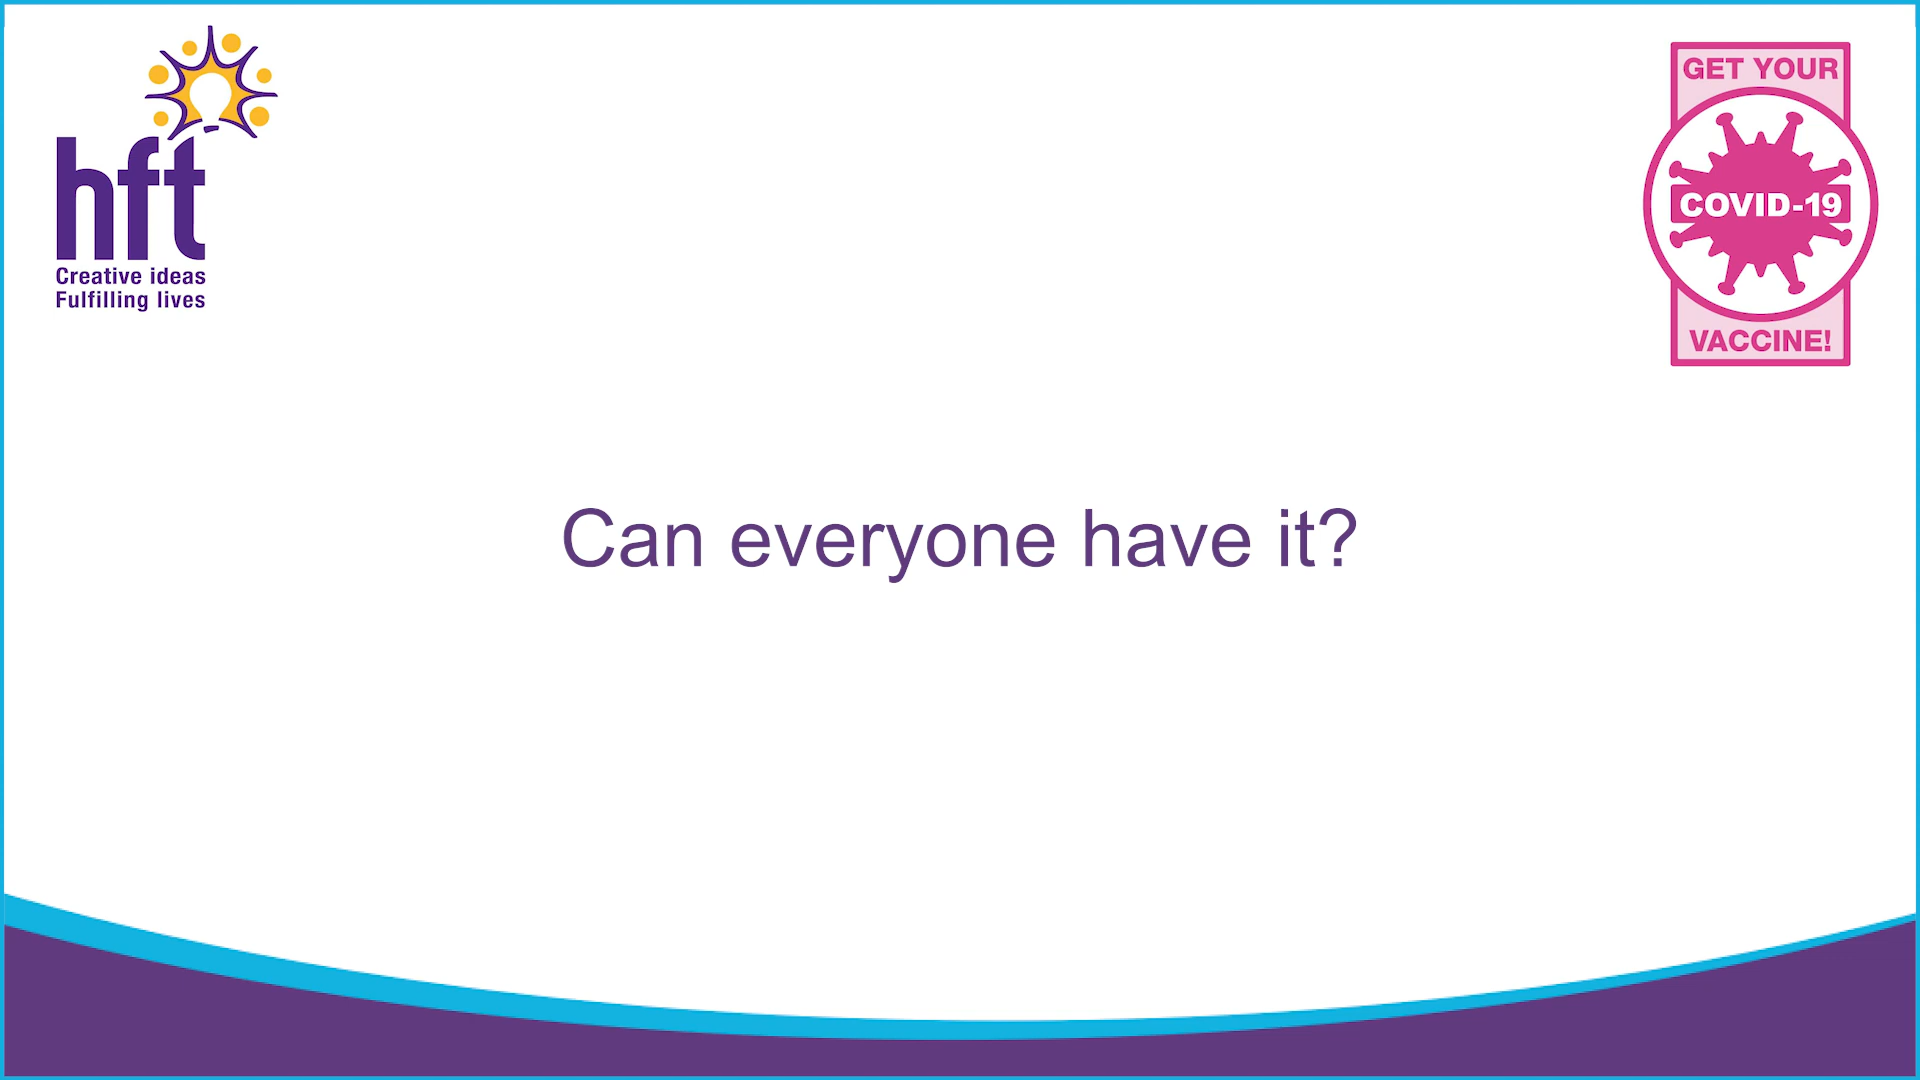 hft
Creative ideas
Fulfilling lives
GET YOUR
COVID-19
VACCINE!
Can everyone have it?